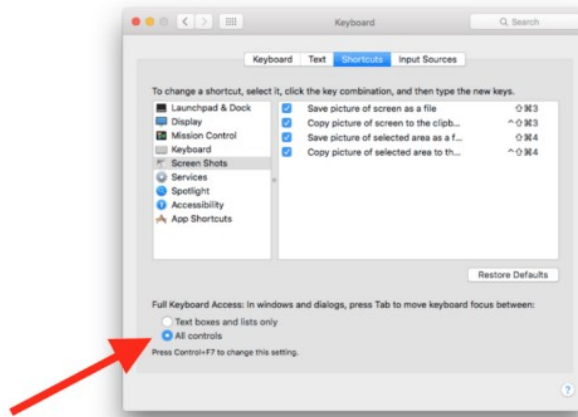 Keyboard
Search
Keyboard Text Shortcuts Input Sources
To change a shortcut, select it, click the key combination, and then type the new keys.
Launchpad & Dock
Display
Mission Control
Keyboard
Screen Shots
Services
Spotlight
Accessibility
App Shortcuts
Save picture of screen as a file ⇧⌘3
Copy picture of screen to the clipb... ^⇧⌘3
Save picture of selected area as a f... ⇧⌘4
Copy picture of selected area to th... ^⇧⌘4
Restore Defaults
Full Keyboard Access: In windows and dialogs, press Tab to move keyboard focus between:
Text boxes and lists only
All controls
Press Control+F7 to change this setting.
?